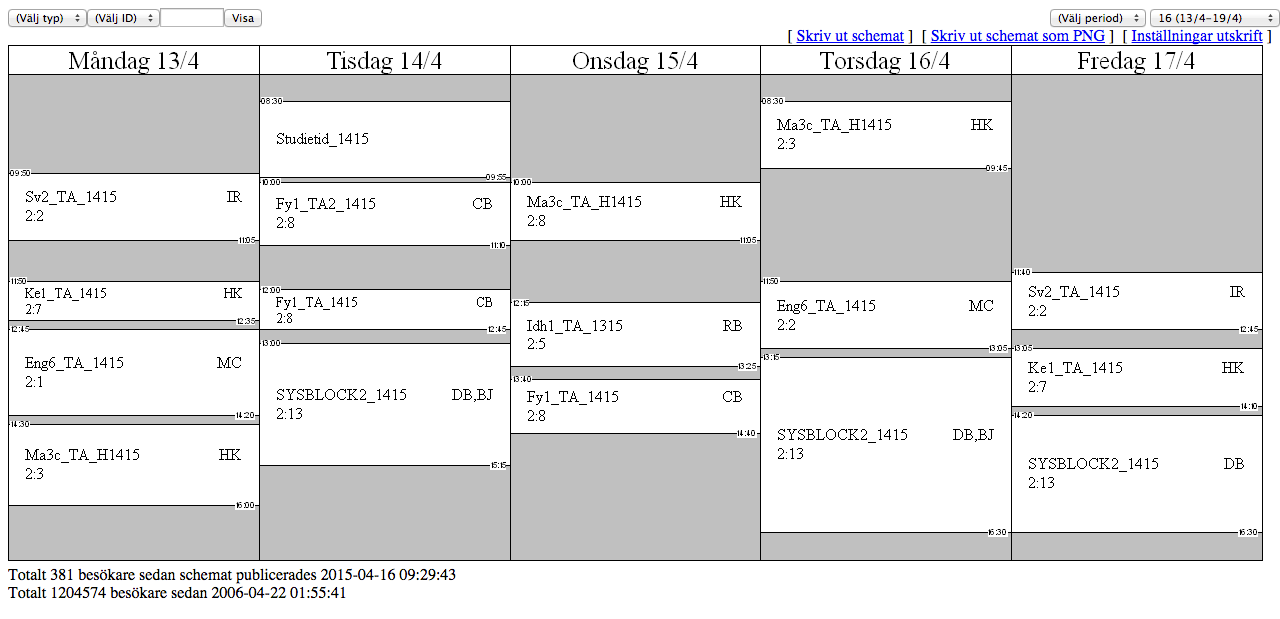 (Välj typ) (Välj ID) Visa (Välj period) 16 (13/4-19/4)
[ Skriv ut schemat ] [ Skriv ut schemat som PNG ] [ Inställningar utskrift ]
Måndag 13/4
09:50
Sv2_TA_1415 IR
2:2
11:05
11:50
Ke1_TA_1415 HK
2:7
12:35
12:45
Eng6_TA_1415 MC
2:1
14:20
14:30
Ma3c_TA_H1415 HK
2:3
16:00
Tisdag 14/4
08:30
Studietid_1415
09:55
10:00
Fy1_TA2_1415 CB
2:8
11:10
12:00
Fy1_TA_1415 CB
2:8
12:45
13:00
SYSBLOCK2_1415 DB,BJ
2:13
15:15
Onsdag 15/4
10:00
Ma3c_TA_H1415 HK
2:8
11:05
12:15
Idh1_TA_1315 RB
2:5
13:25
13:40
Fy1_TA_1415 CB
2:8
14:40
Torsdag 16/4
08:30
Ma3c_TA_H1415 HK
2:3
09:45
11:50
Eng6_TA_1415 MC
2:2
13:05
13:15
SYSBLOCK2_1415 DB,BJ
2:13
16:30
Fredag 17/4
11:40
Sv2_TA_1415 IR
2:2
12:45
13:05
Ke1_TA_1415 HK
2:7
14:10
14:20
SYSBLOCK2_1415 DB
2:13
16:30
Totalt 381 besökare sedan schemat publicerades 2015-04-16 09:29:43
Totalt 1204574 besökare sedan 2006-04-22 01:55:41